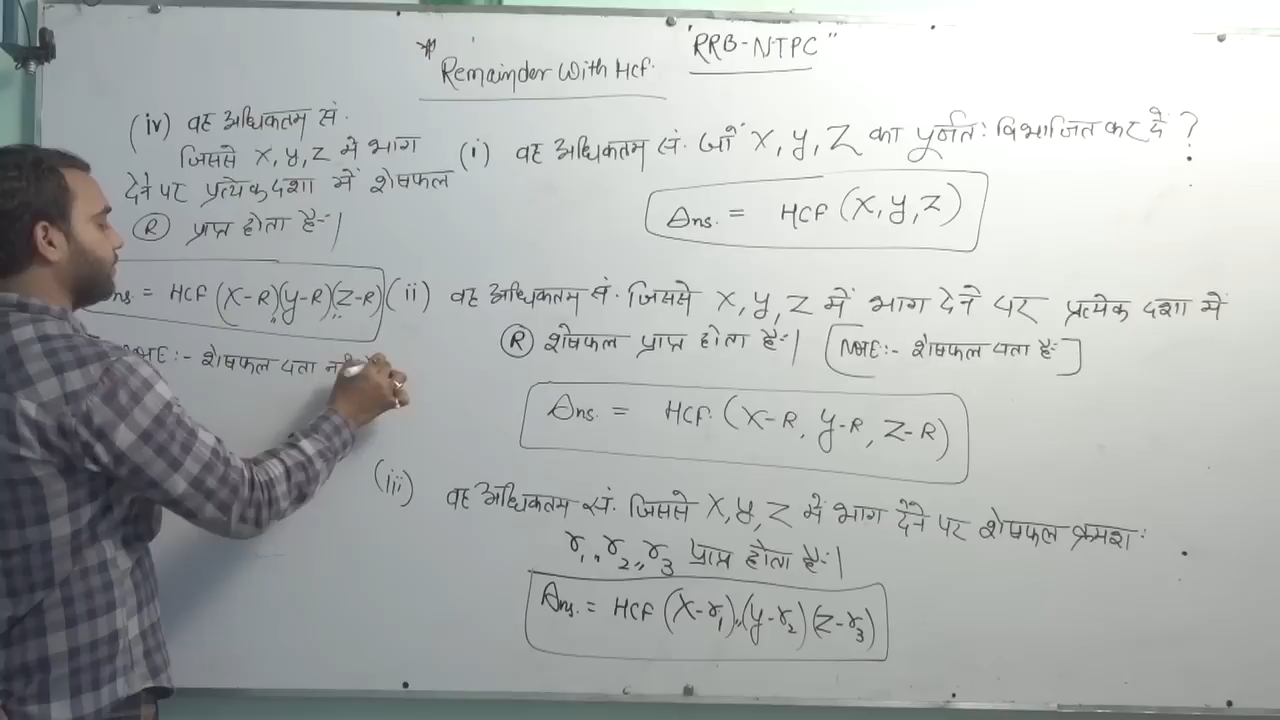 "RRB-NTPC"
* Remainder With Hcf.
(i) वह अधिकतम सं. जो X, y, Z का पूर्णतः विभाजित कर दे ?
Ans. = HCF (X, y, Z)
(ii) वह अधिकतम सं. जिससे X, y, Z में भाग देने पर प्रत्येक दशा में
(R) शेषफल प्राप्त होता है-। [Note:- शेषफल पता है-]
Ans. = HCF. (X-R, y-R, Z-R)
(iii) वह अधिकतम सं. जिससे X, y, Z में भाग देने पर शेषफल क्रमशः
r₁,, r₂,, r₃ प्राप्त होता है-।
Ans. = HCF (X-r₁),,(y-r₂)(Z-r₃)
(iv) वह अधिकतम सं.
जिससे X, y, Z में भाग
देने पर प्रत्येक दशा में शेषफल
(R) प्राप्त होता है-।
= HCF (X-R)(y-R)(Z-R)
:- शेषफल पता